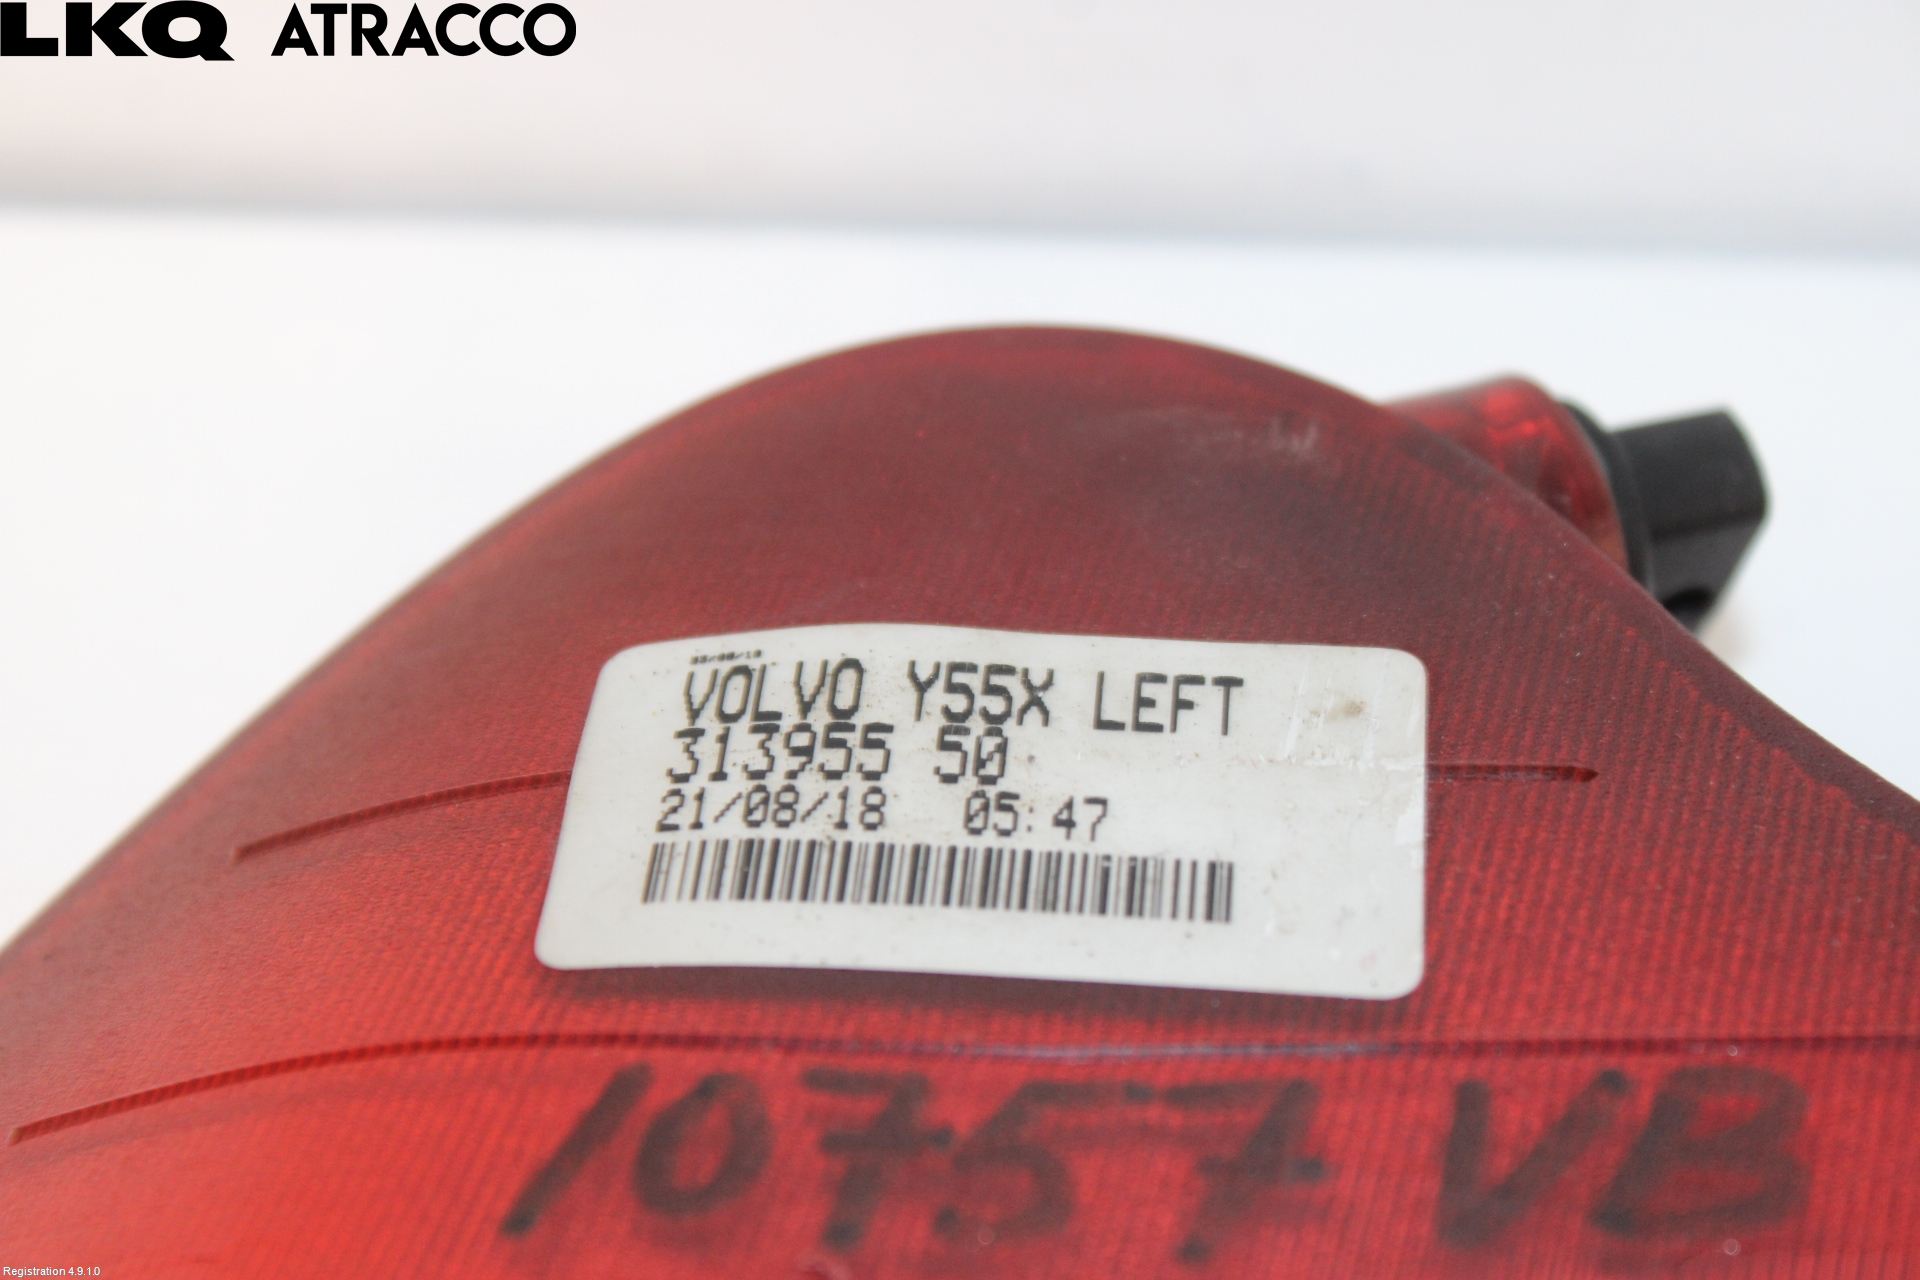 LKQ ATRACCO
VOLVO Y55X LEFT
313955 50
21/08/18 05:47
10757 VB
Registration 4.9.1.0